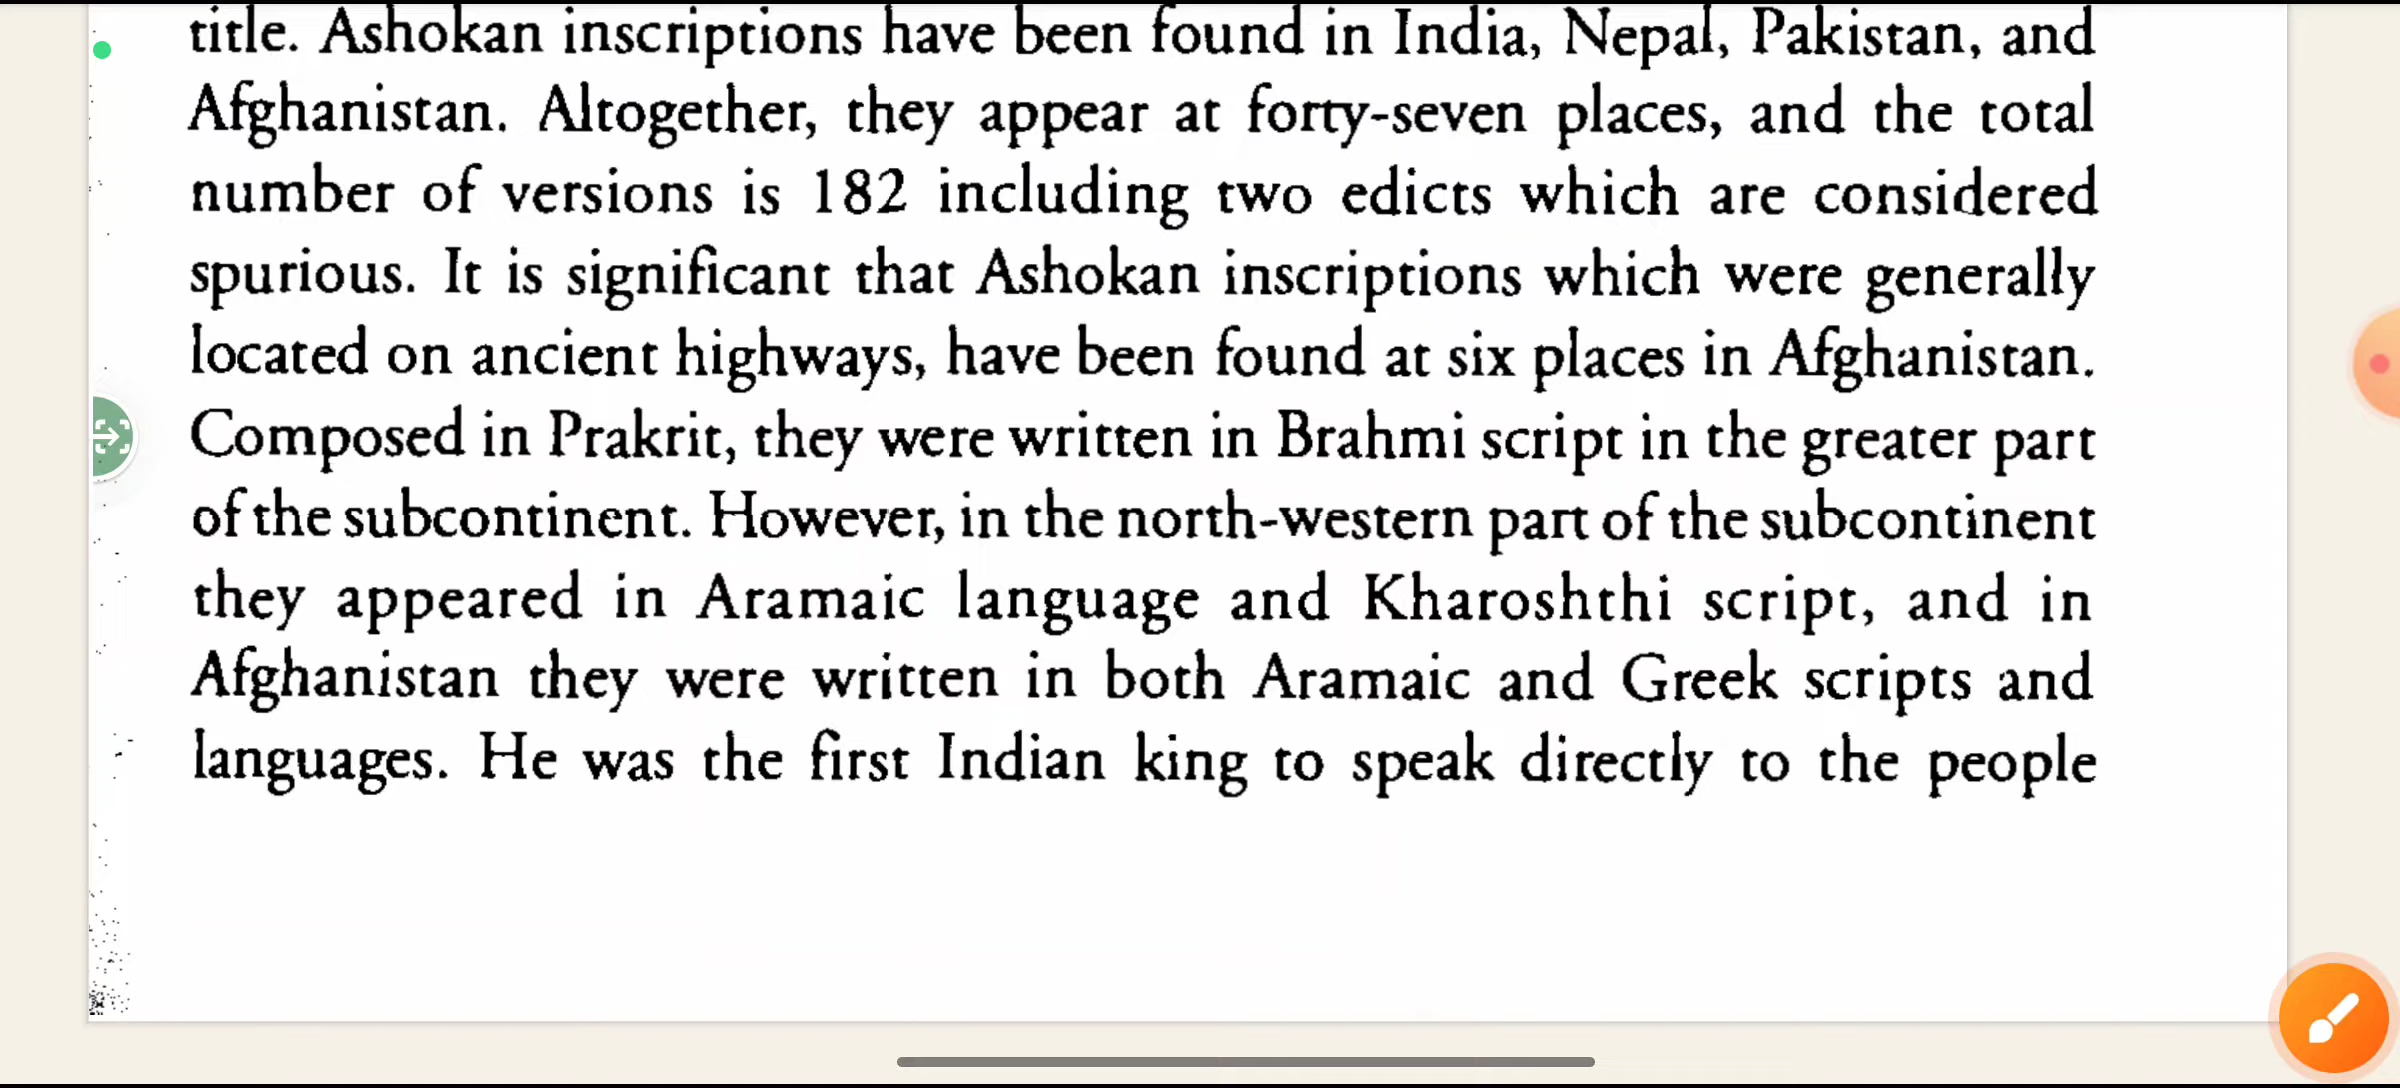 title. Ashokan inscriptions have been found in India, Nepal, Pakistan, and
Afghanistan. Altogether, they appear at forty-seven places, and the total
number of versions is 182 including two edicts which are considered
spurious. It is significant that Ashokan inscriptions which were generally
located on ancient highways, have been found at six places in Afghanistan.
Composed in Prakrit, they were written in Brahmi script in the greater part
of the subcontinent. However, in the north-western part of the subcontinent
they appeared in Aramaic language and Kharoshthi script, and in
Afghanistan they were written in both Aramaic and Greek scripts and
languages. He was the first Indian king to speak directly to the people